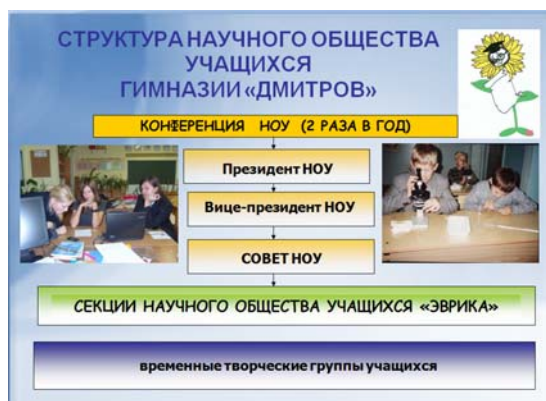 СТРУКТУРА НАУЧНОГО ОБЩЕСТВА
УЧАЩИХСЯ
ГИМНАЗИИ «ДМИТРОВ»
КОНФЕРЕНЦИЯ НОУ (2 РАЗА В ГОД)
Президент НОУ
Вице-президент НОУ
СОВЕТ НОУ
СЕКЦИИ НАУЧНОГО ОБЩЕСТВА УЧАЩИХСЯ «ЭВРИКА»
временные творческие группы учащихся